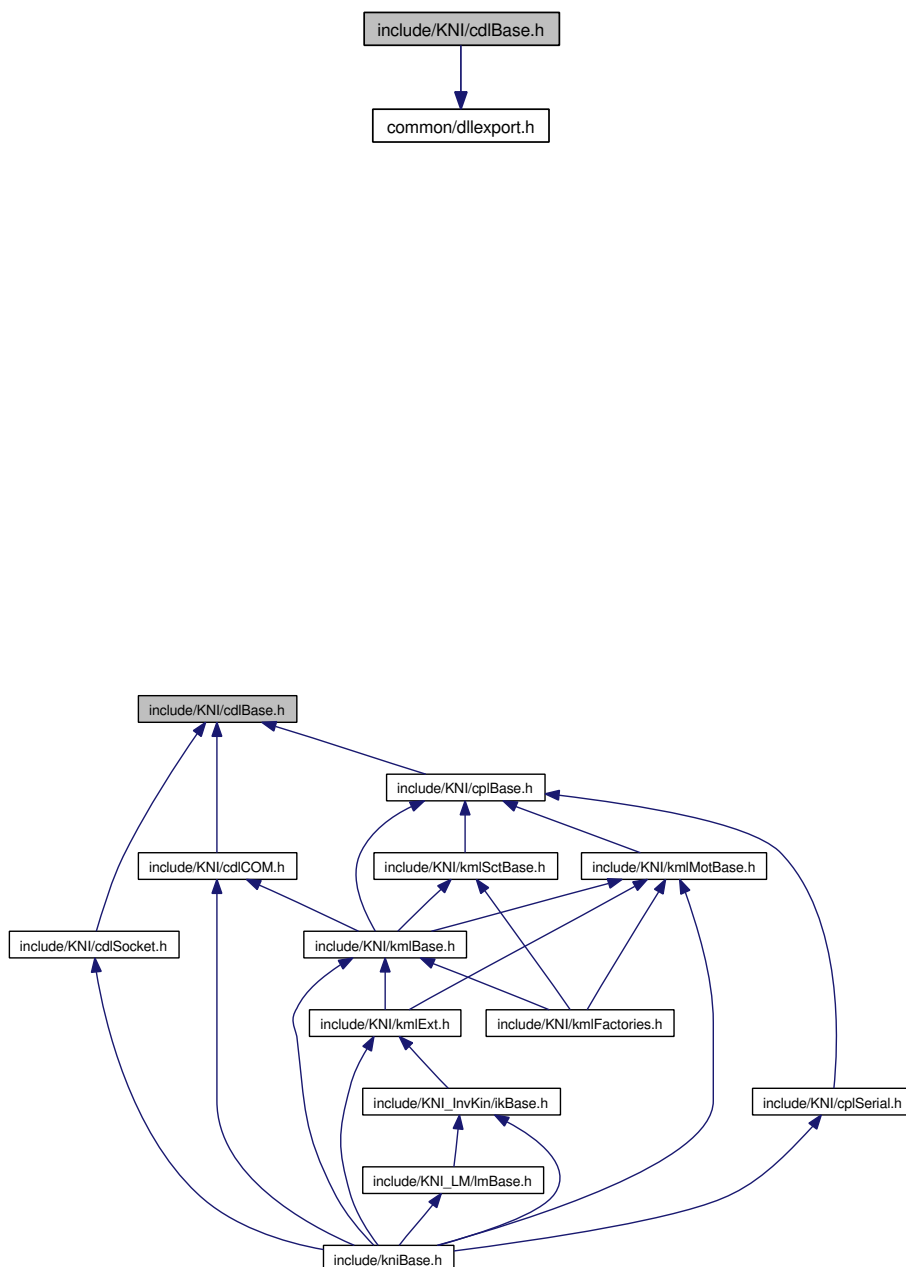 include/KNI/cdlBase.h
common/dllexport.h
include/KNI/cdlBase.h
include/KNI/cplBase.h
include/KNI/cdlCOM.h
include/KNI/kmlSctBase.h
include/KNI/kmlMotBase.h
include/KNI/cdlSocket.h
include/KNI/kmlBase.h
include/KNI/kmlExt.h
include/KNI/kmlFactories.h
include/KNI_InvKin/ikBase.h
include/KNI/cplSerial.h
include/KNI_LM/lmBase.h
include/kniBase.h